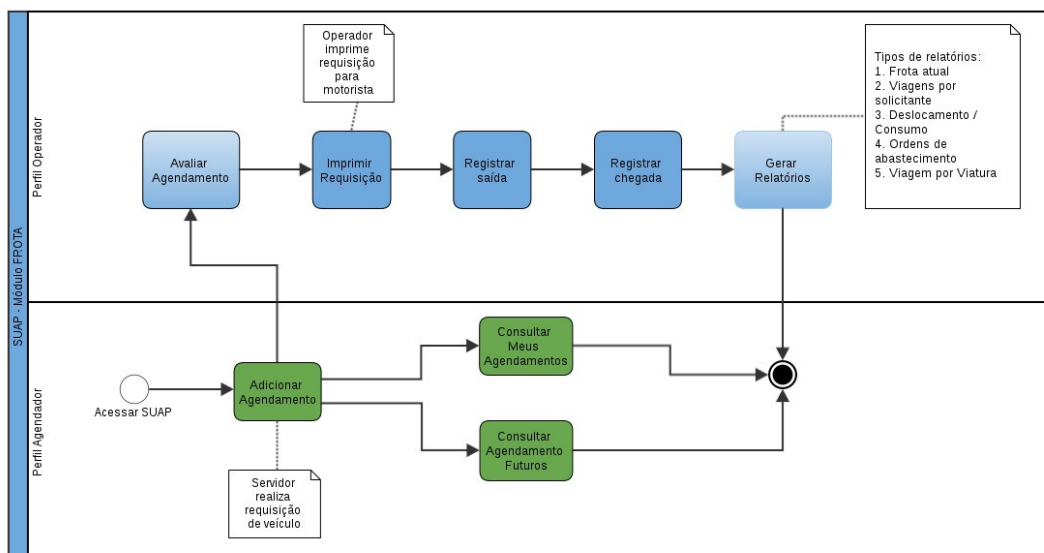 SUAP - Módulo FROTA
Perfil Operador
Operador
imprime
requisição
para
motorista
Tipos de relatórios:
1. Frota atual
2. Viagens por
solicitante
3. Deslocamento /
Consumo
4. Ordens de
abastecimento
5. Viagem por Viatura
Avaliar
Agendamento
Imprimir
Requisição
Registrar
saída
Registrar
chegada
Gerar
Relatórios
Perfil Agendador
Acessar SUAP
Adicionar
Agendamento
Consultar
Meus
Agendamentos
Consultar
Agendamento
Futuros
Servidor
realiza
requisição
de veículo